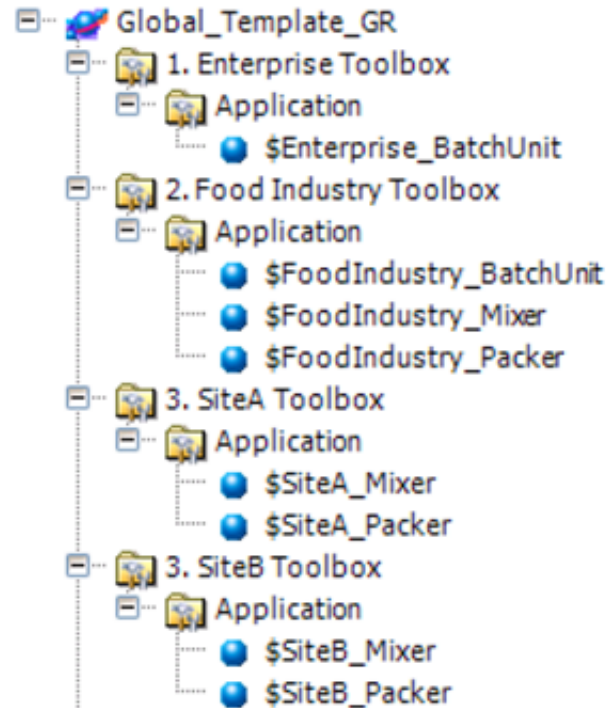 Global_Template_GR
1. Enterprise Toolbox
Application
$Enterprise_BatchUnit
2. Food Industry Toolbox
Application
$FoodIndustry_BatchUnit
$FoodIndustry_Mixer
$FoodIndustry_Packer
3. SiteA Toolbox
Application
$SiteA_Mixer
$SiteA_Packer
3. SiteB Toolbox
Application
$SiteB_Mixer
$SiteB_Packer